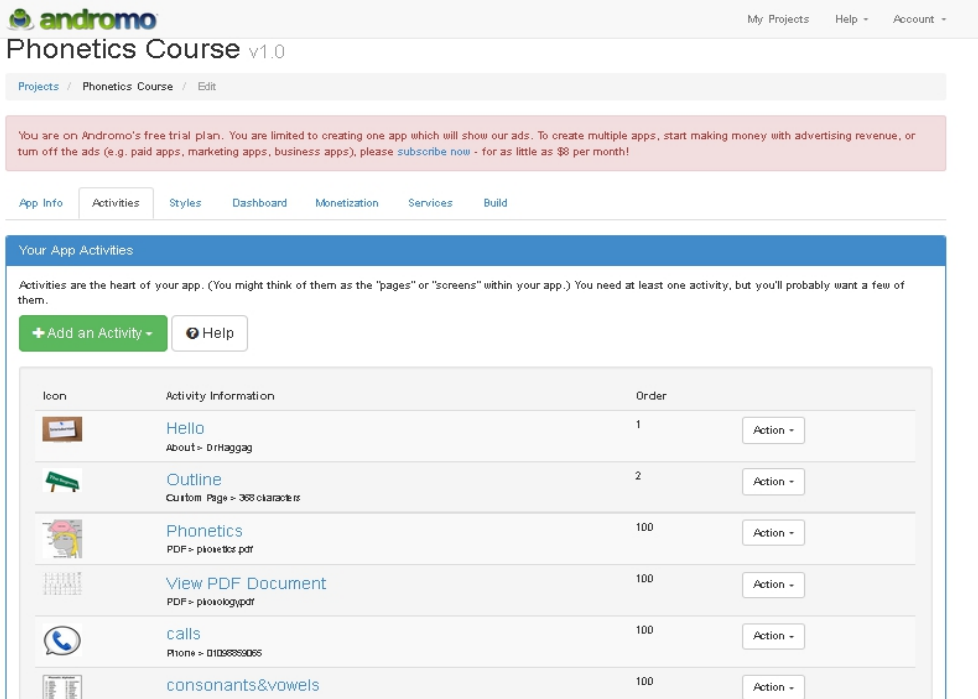 andromo
My Projects Help Account
Phonetics Course v1.0
Projects / Phonetics Course / Edit
You are on Andromo's free trial plan. You are limited to creating one app which will show our ads. To create multiple apps, start making money with advertising revenue, or
turn off the ads (e.g. paid apps, marketing apps, business apps), please subscribe now - for as little as $8 per month!
App Info Activities Styles Dashboard Monetization Services Build
Your App Activities
Activities are the heart of your app. (You might think of them as the "pages" or "screens" within your app.) You need at least one activity, but you'll probably want a few of
them.
Add an Activity Help
Icon Activity Information Order
Hello 1 Action
About > DrHaggag
Outline 2 Action
Custom Page > 368 characters
Phonetics 100 Action
PDF > phonetics.pdf
View PDF Document 100 Action
PDF > phonology.pdf
calls 100 Action
Phone > 01098859065
consonants&vowels 100 Action